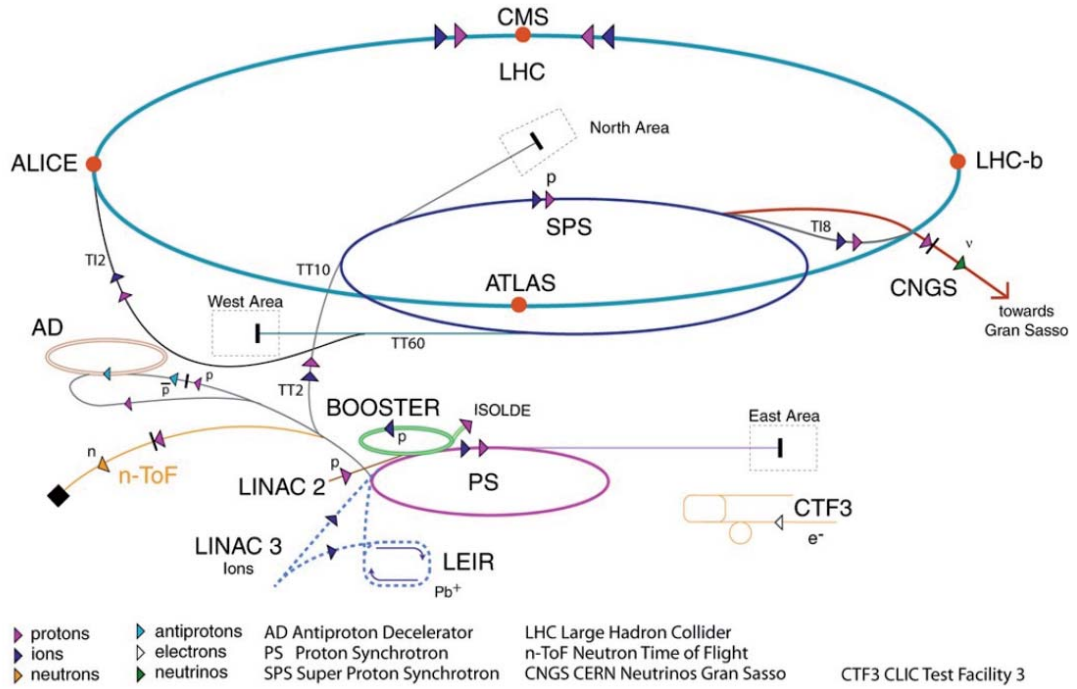 CMS
LHC
North Area
ALICE
LHC-b
p
SPS
TI8
ν
TI2
TT10
ATLAS
CNGS
West Area
towards
Gran Sasso
AD
TT60
p
p̅
TT2
BOOSTER
ISOLDE
East Area
p
n
n-ToF
p
LINAC 2
PS
CTF3
e-
LINAC 3
Ions
LEIR
Pb+
protons
ions
neutrons
antiprotons
electrons
neutrinos
AD Antiproton Decelerator
PS Proton Synchrotron
SPS Super Proton Synchrotron
LHC Large Hadron Collider
n-ToF Neutron Time of Flight
CNGS CERN Neutrinos Gran Sasso
CTF3 CLIC Test Facility 3